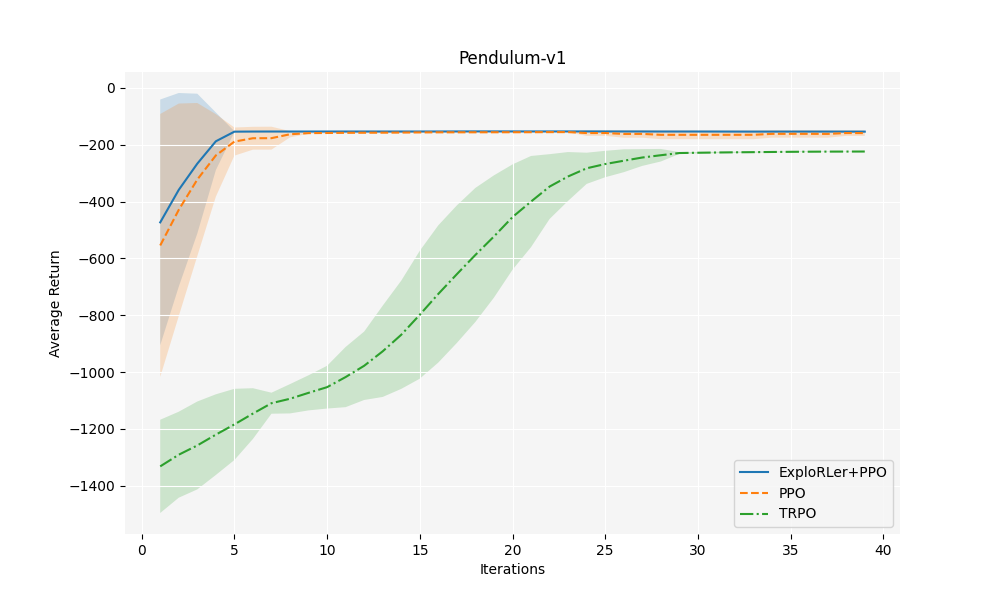 Pendulum-v1
0
−200
−400
−600
−800
−1000
−1200
−1400
Average Return
0 5 10 15 20 25 30 35 40
Iterations
ExploRLer+PPO
PPO
TRPO